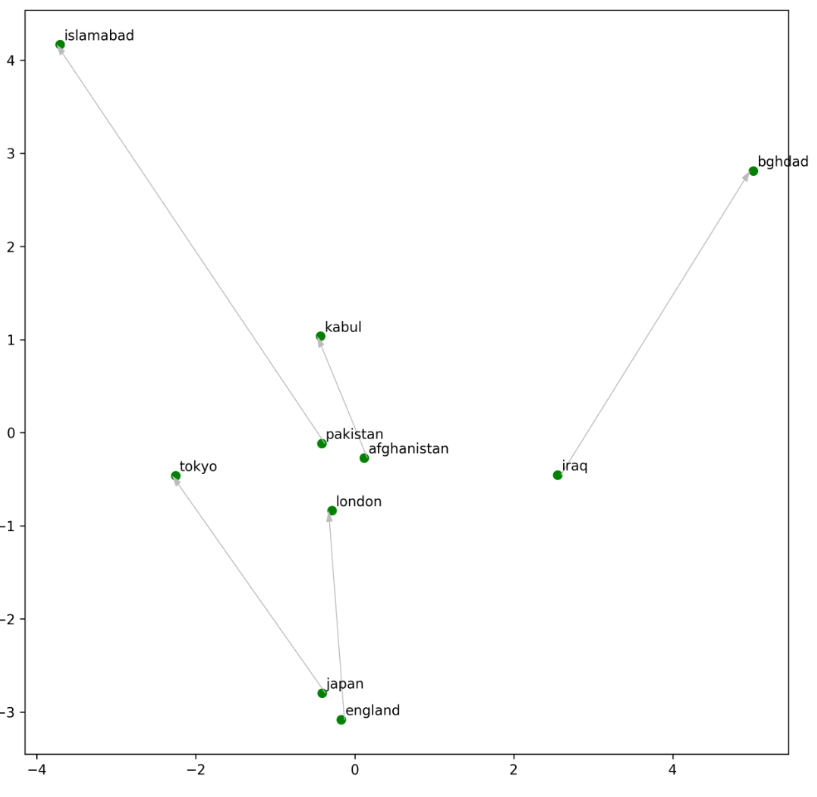 islamabad
4
3
bghdad
2
kabul
1
pakistan
0
afghanistan
tokyo
iraq
london
−1
−2
japan
england
−3
−4
−2
0
2
4